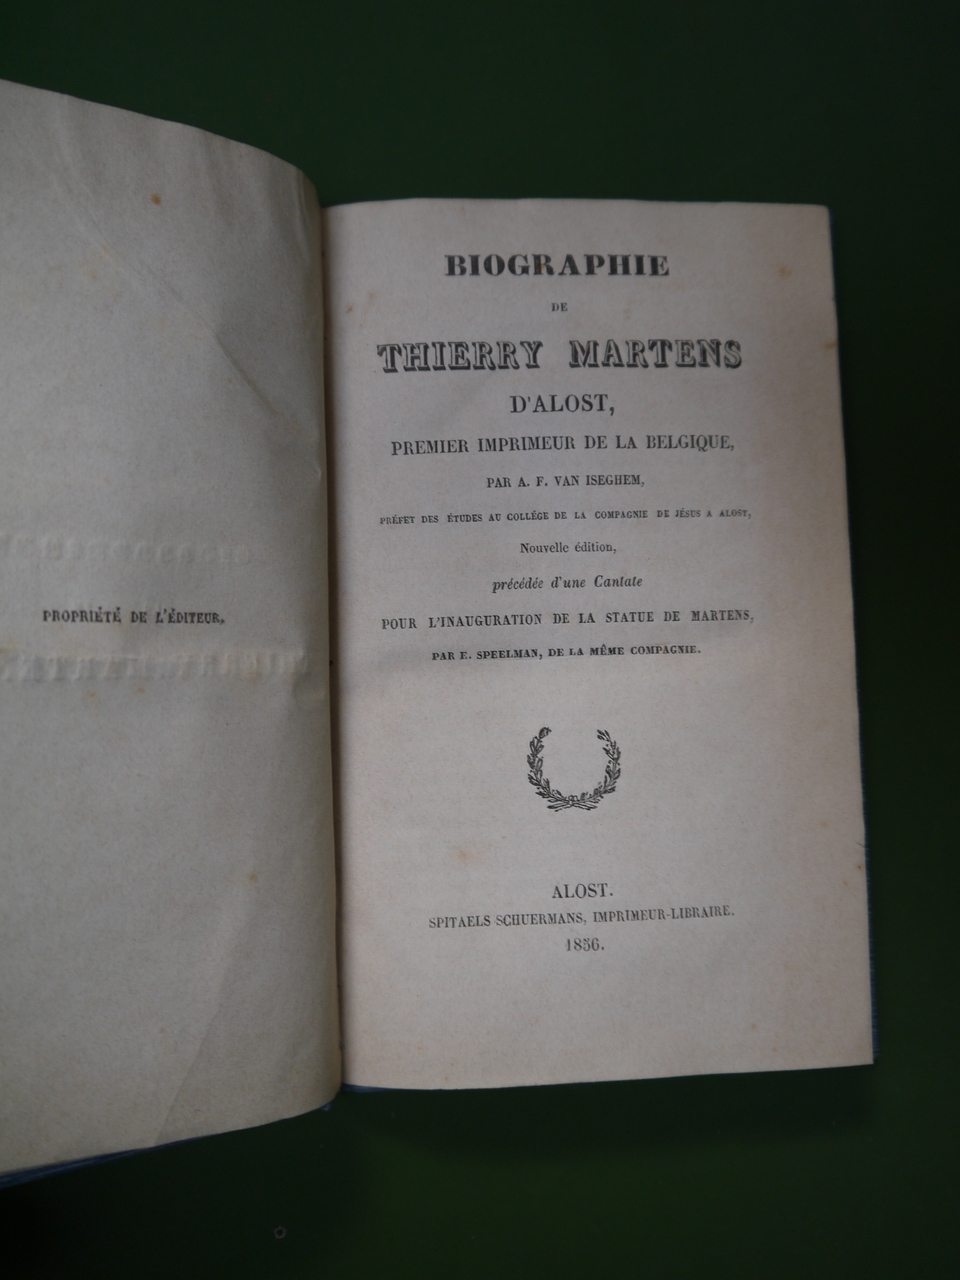 PROPRIÉTÉ DE L'ÉDITEUR.
BIOGRAPHIE
DE
THIERRY MARTENS
D'ALOST,
PREMIER IMPRIMEUR DE LA BELGIQUE,
PAR A. F. VAN ISEGHEM,
PRÉFET DES ÉTUDES AU COLLÉGE DE LA COMPAGNIE DE JÉSUS A ALOST,
Nouvelle édition,
précédée d'une Cantate
POUR L'INAUGURATION DE LA STATUE DE MARTENS,
PAR E. SPEELMAN, DE LA MÊME COMPAGNIE.
ALOST.
SPITAELS SCHUERMANS, IMPRIMEUR-LIBRAIRE.
1856.